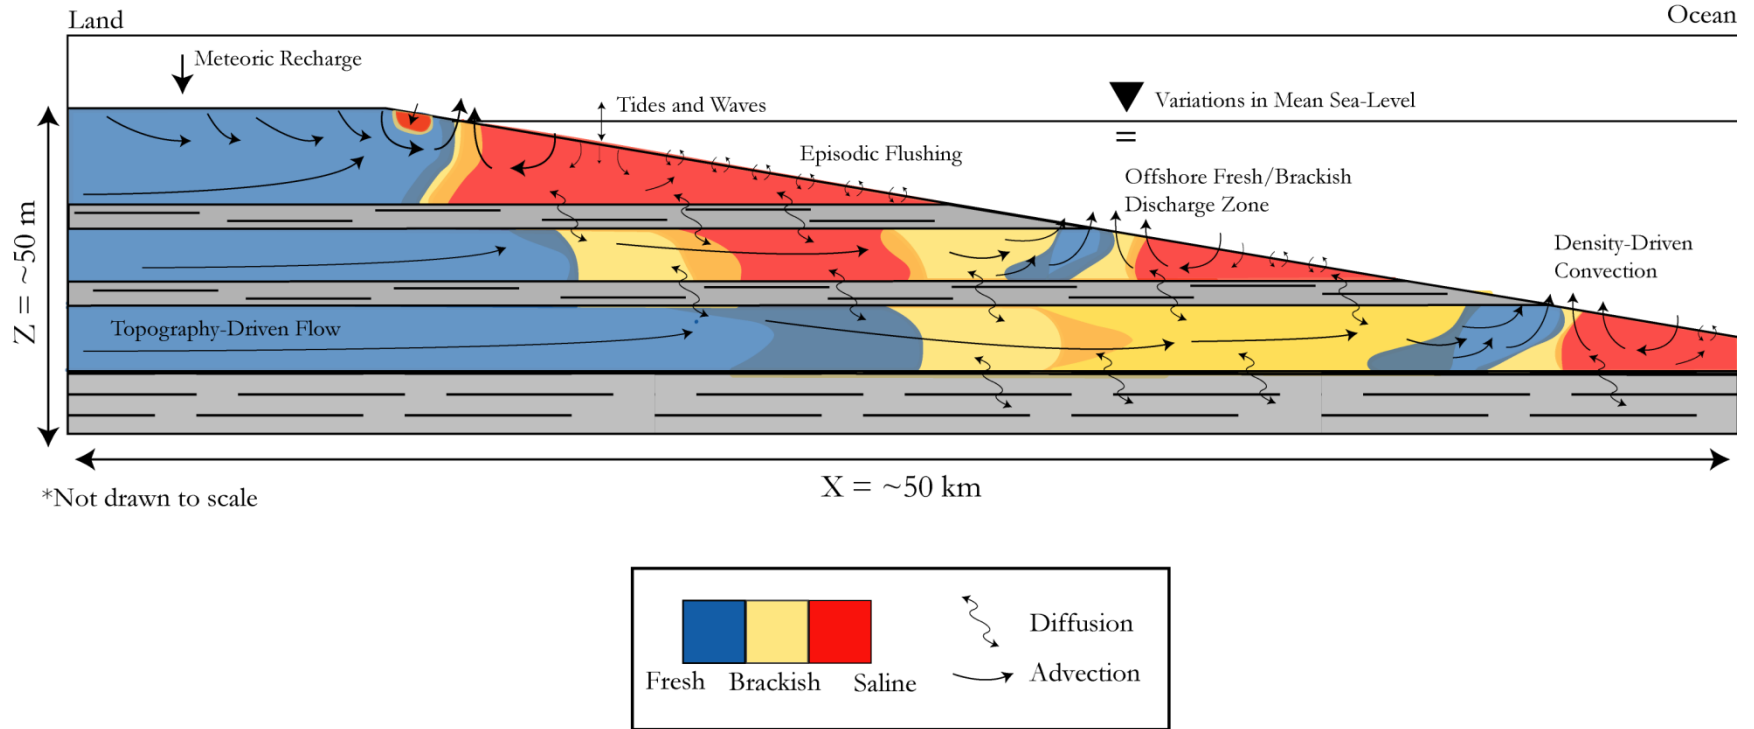 Land
Ocean
Meteoric Recharge
Tides and Waves
Variations in Mean Sea-Level
Episodic Flushing
Offshore Fresh/Brackish
Discharge Zone
Density-Driven
Convection
Z = ~50 m
Topography-Driven Flow
X = ~50 km
*Not drawn to scale
Fresh
Brackish
Saline
Diffusion
Advection